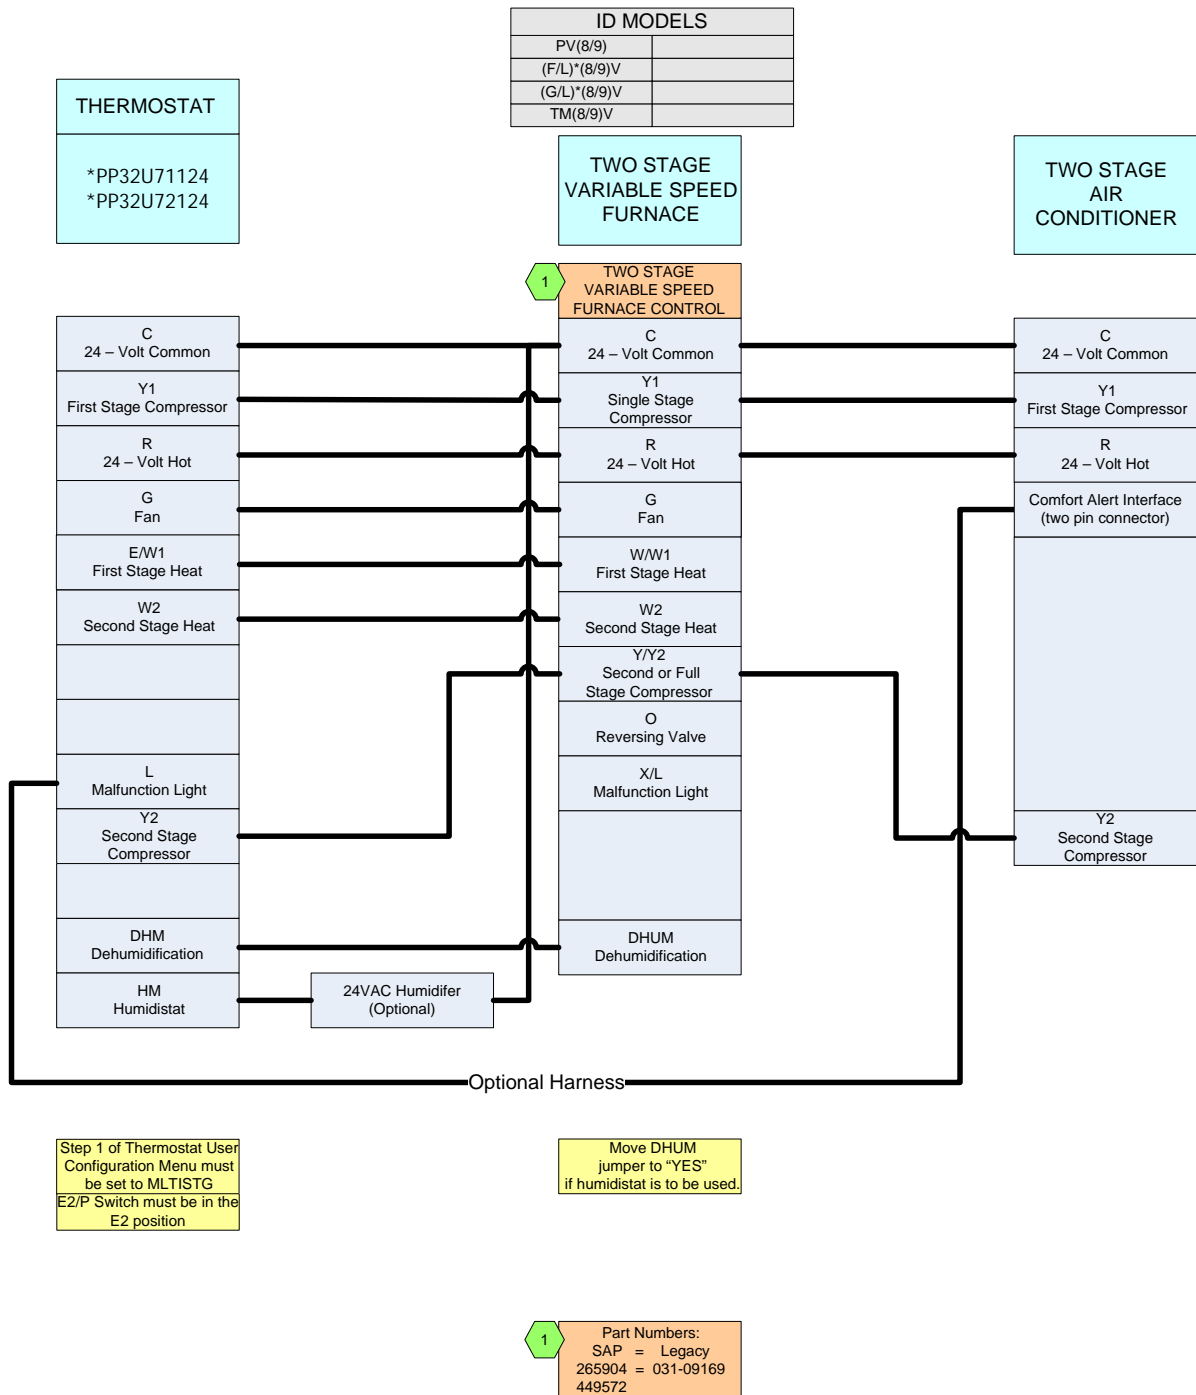 ID MODELS
PV(8/9)
(F/L)*(8/9)V
(G/L)*(8/9)V
TM(8/9)V
THERMOSTAT
*PP32U71124
*PP32U72124
TWO STAGE
VARIABLE SPEED
FURNACE
TWO STAGE
AIR
CONDITIONER
1
TWO STAGE
VARIABLE SPEED
FURNACE CONTROL
C
24 – Volt Common
Y1
First Stage Compressor
R
24 – Volt Hot
G
Fan
E/W1
First Stage Heat
W2
Second Stage Heat
L
Malfunction Light
Y2
Second Stage
Compressor
DHM
Dehumidification
HM
Humidistat
24VAC Humidifer
(Optional)
C
24 – Volt Common
Y1
Single Stage
Compressor
R
24 – Volt Hot
G
Fan
W/W1
First Stage Heat
W2
Second Stage Heat
Y/Y2
Second or Full
Stage Compressor
O
Reversing Valve
X/L
Malfunction Light
DHUM
Dehumidification
C
24 – Volt Common
Y1
First Stage Compressor
R
24 – Volt Hot
Comfort Alert Interface
(two pin connector)
Y2
Second Stage
Compressor
Optional Harness
Step 1 of Thermostat User
Configuration Menu must
be set to MLTISTG
E2/P Switch must be in the
E2 position
Move DHUM
jumper to “YES”
if humidistat is to be used.
1
Part Numbers:
SAP = Legacy
265904 = 031-09169
449572